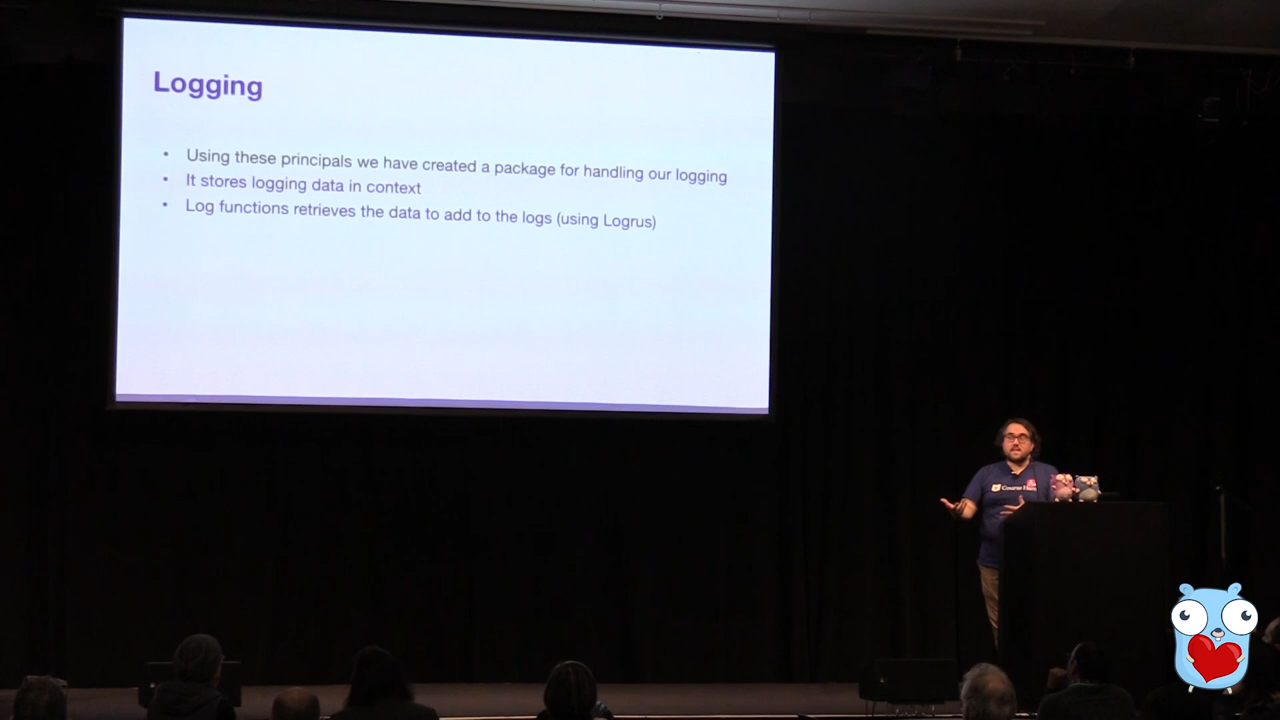 Logging
• Using these principals we have created a package for handling our logging
• It stores logging data in context
• Log functions retrieves the data to add to the logs (using Logrus)
Course